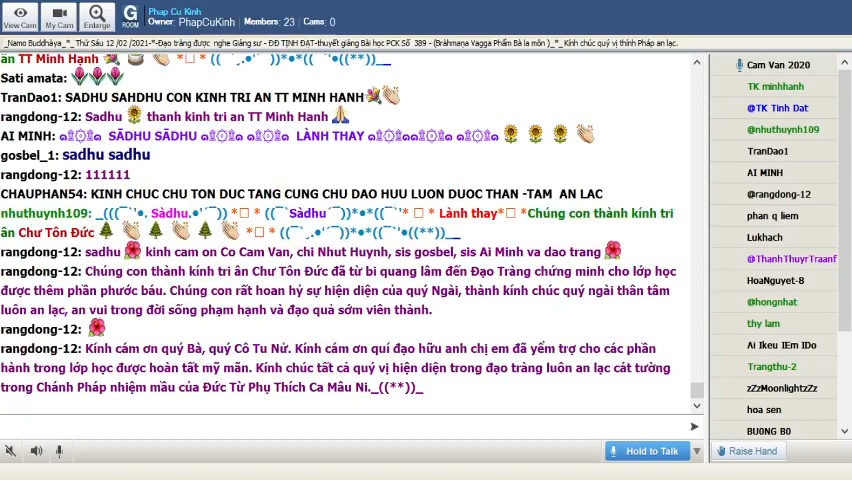 Phap Cu Kinh
Owner: PhapCuKinh | Members: 23 | Cams: 0
View Cam
My Cam
Enlarge
G ROOM
_Namo Buddhàya_*_ Thứ Sáu 12 /02 /2021-*-Đạo tràng được nghe Giảng sư - ĐĐ TỊNH ĐẠT-thuyết giảng Bài học PCK Số 389 - (Bràhmaṇa Vagga Phẩm Bà la môn )_*_Kính chúc quý vị thính Pháp an lạc.
ân TT Minh Hạnh
Sati amata:
TranDao1: SADHU SAHDHU CON KINH TRI AN TT MINH HANH
rangdong-12: Sadhu thanh kinh tri an TT Minh Hanh
AI MINH: SĀDHU SĀDHU LÀNH THAY
gosbel_1: sadhu sadhu
rangdong-12: 111111
CHAUPHAN54: KINH CHUC CHU TON DUC TANG CUNG CHU DAO HUU LUON DUOC THAN -TAM AN LAC
nhuthuynh109: _(((¯`'•. Sàdhu.•'´¯)) *□ * ((¯`Sàdhu´¯))*•*((¯`'* □ * Lành thay*□ *Chúng con thành kính tri
ân Chư Tôn Đức
rangdong-12: sadhu kinh cam on Co Cam Van, chi Nhut Huynh, sis gosbel, sis Ai Minh va dao trang
rangdong-12: Chúng con thành kính tri ân Chư Tôn Đức đã từ bi quang lâm đến Đạo Tràng chứng minh cho lớp học
được thêm phần phước báu. Chúng con rất hoan hỷ sự hiện diện của quý Ngài, thành kính chúc quý ngài thân tâm
luôn an lạc, an vui trong đời sống phạm hạnh và đạo quả sớm viên thành.
rangdong-12:
rangdong-12: Kính cám ơn quý Bà, quý Cô Tu Nử. Kính cám ơn quí đạo hữu anh chị em đã yểm trợ cho các phần
hành trong lớp học được hoàn tất mỹ mãn. Kính chúc tất cả quý vị hiện diện trong đạo tràng luôn an lạc cát tường
trong Chánh Pháp nhiệm mầu của Đức Từ Phụ Thích Ca Mâu Ni._((**))_
Hold to Talk
Raise Hand
Cam Van 2020
TK minhhanh
@TK Tinh Dat
@nhuthuynh109
TranDao1
AI MINH
@rangdong-12
phan q liem
Lukhach
@ThanhThuyrTraanf
HoaNguyet-8
@hongnhat
thy lam
Ai Ikeu IEm IDo
Trangthu-2
zZzMoonlightzZz
hoa sen
BU0NG B0